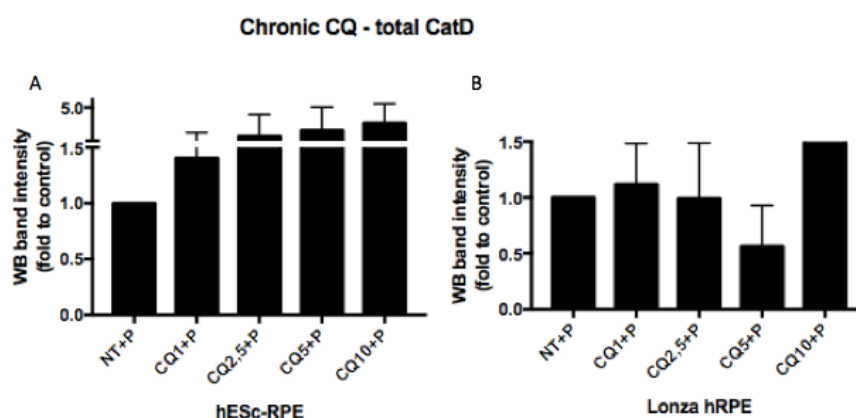 Chronic CQ - total CatD
A
WB band intensity
(fold to control)
5.0
1.5
1.0
0.5
0.0
NT+P
CQ1+P
CQ2,5+P
CQ5+P
CQ10+P
hESc-RPE
B
WB band intensity
(fold to control)
1.5
1.0
0.5
0.0
NT+P
CQ1+P
CQ2,5+P
CQ5+P
CQ10+P
Lonza hRPE